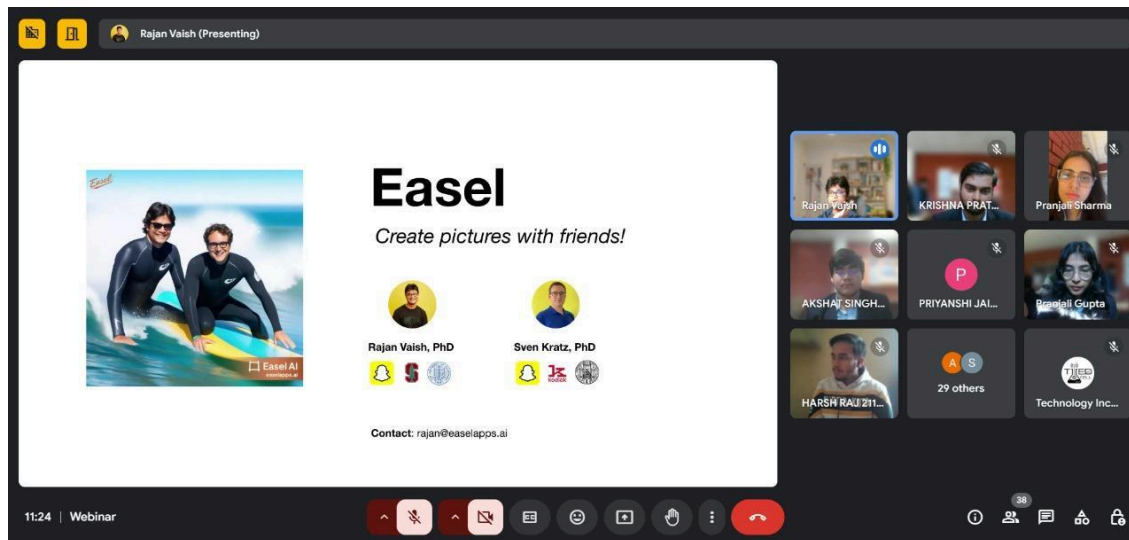 Rajan Vaish (Presenting)
Easel
Easel AI
easelapps.ai
Easel
Create pictures with friends!
Rajan Vaish, PhD
Sven Kratz, PhD
Contact: rajan@easelapps.ai
Rajan Vaish
KRISHNA PRAT...
Pranjali Sharma
AKSHAT SINGH...
P
PRIYANSHI JAI...
Pranjali Gupta
HARSH RAJ 211...
A S
29 others
Technology Inc...
11:24 | Webinar
38